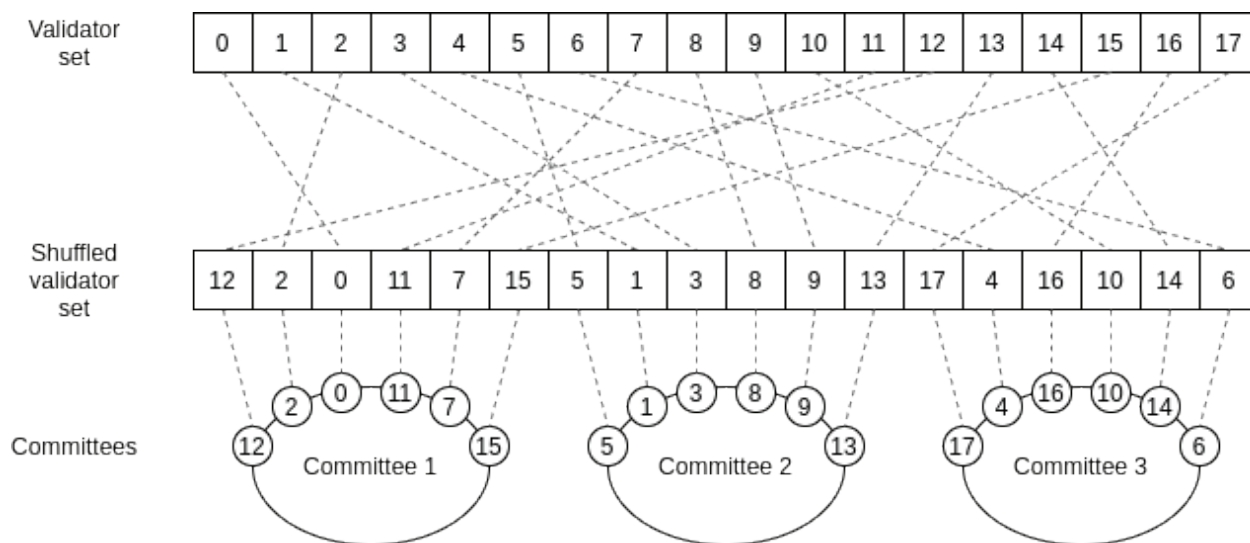 Validator
set
0 1 2 3 4 5 6 7 8 9 10 11 12 13 14 15 16 17
Shuffled
validator
set
12 2 0 11 7 15 5 1 3 8 9 13 17 4 16 10 14 6
Committees
12 2 0 11 7 15
Committee 1
5 1 3 8 9 13
Committee 2
17 4 16 10 14 6
Committee 3